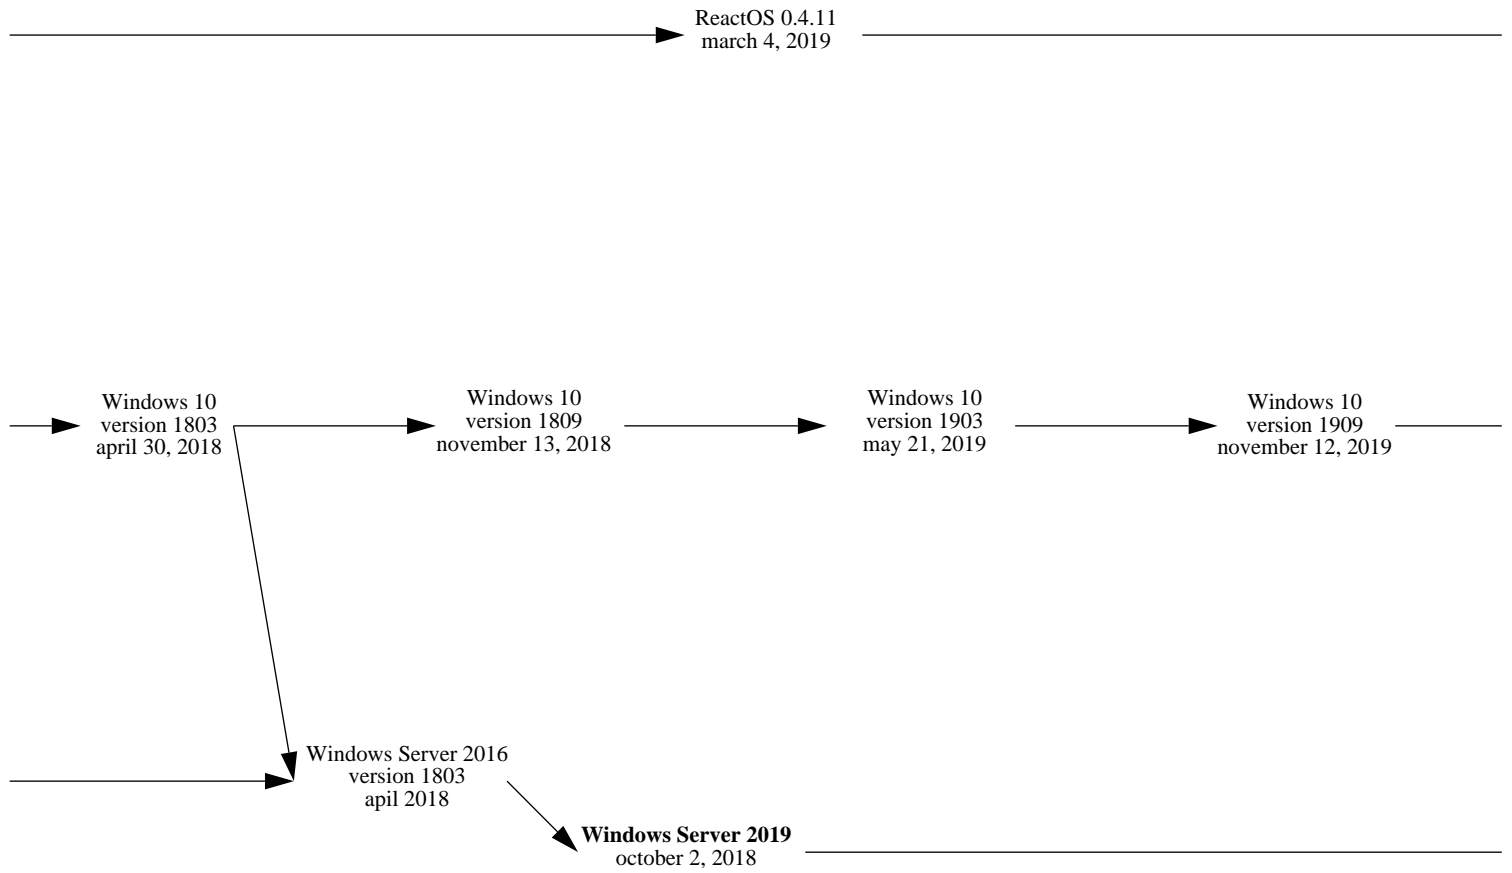 ReactOS 0.4.11
march 4, 2019
Windows 10
version 1803
april 30, 2018
Windows 10
version 1809
november 13, 2018
Windows 10
version 1903
may 21, 2019
Windows 10
version 1909
november 12, 2019
Windows Server 2016
version 1803
apil 2018
Windows Server 2019
october 2, 2018